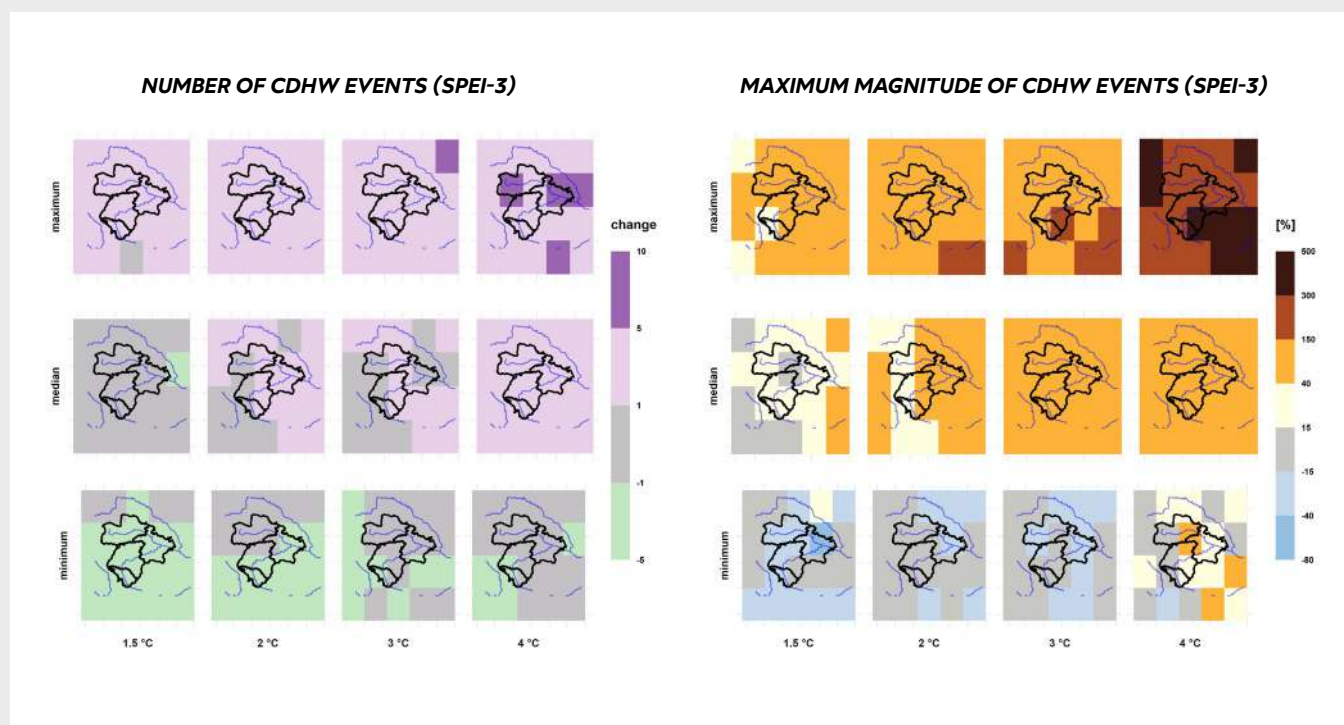 NUMBER OF CDHW EVENTS (SPEI-3)
maximum
median
minimum
1.5 °C
2 °C
3 °C
4 °C
change
10
5
1
-1
-5
MAXIMUM MAGNITUDE OF CDHW EVENTS (SPEI-3)
maximum
median
minimum
1.5 °C
2 °C
3 °C
4 °C
[%]
500
300
150
40
15
-15
-40
-80